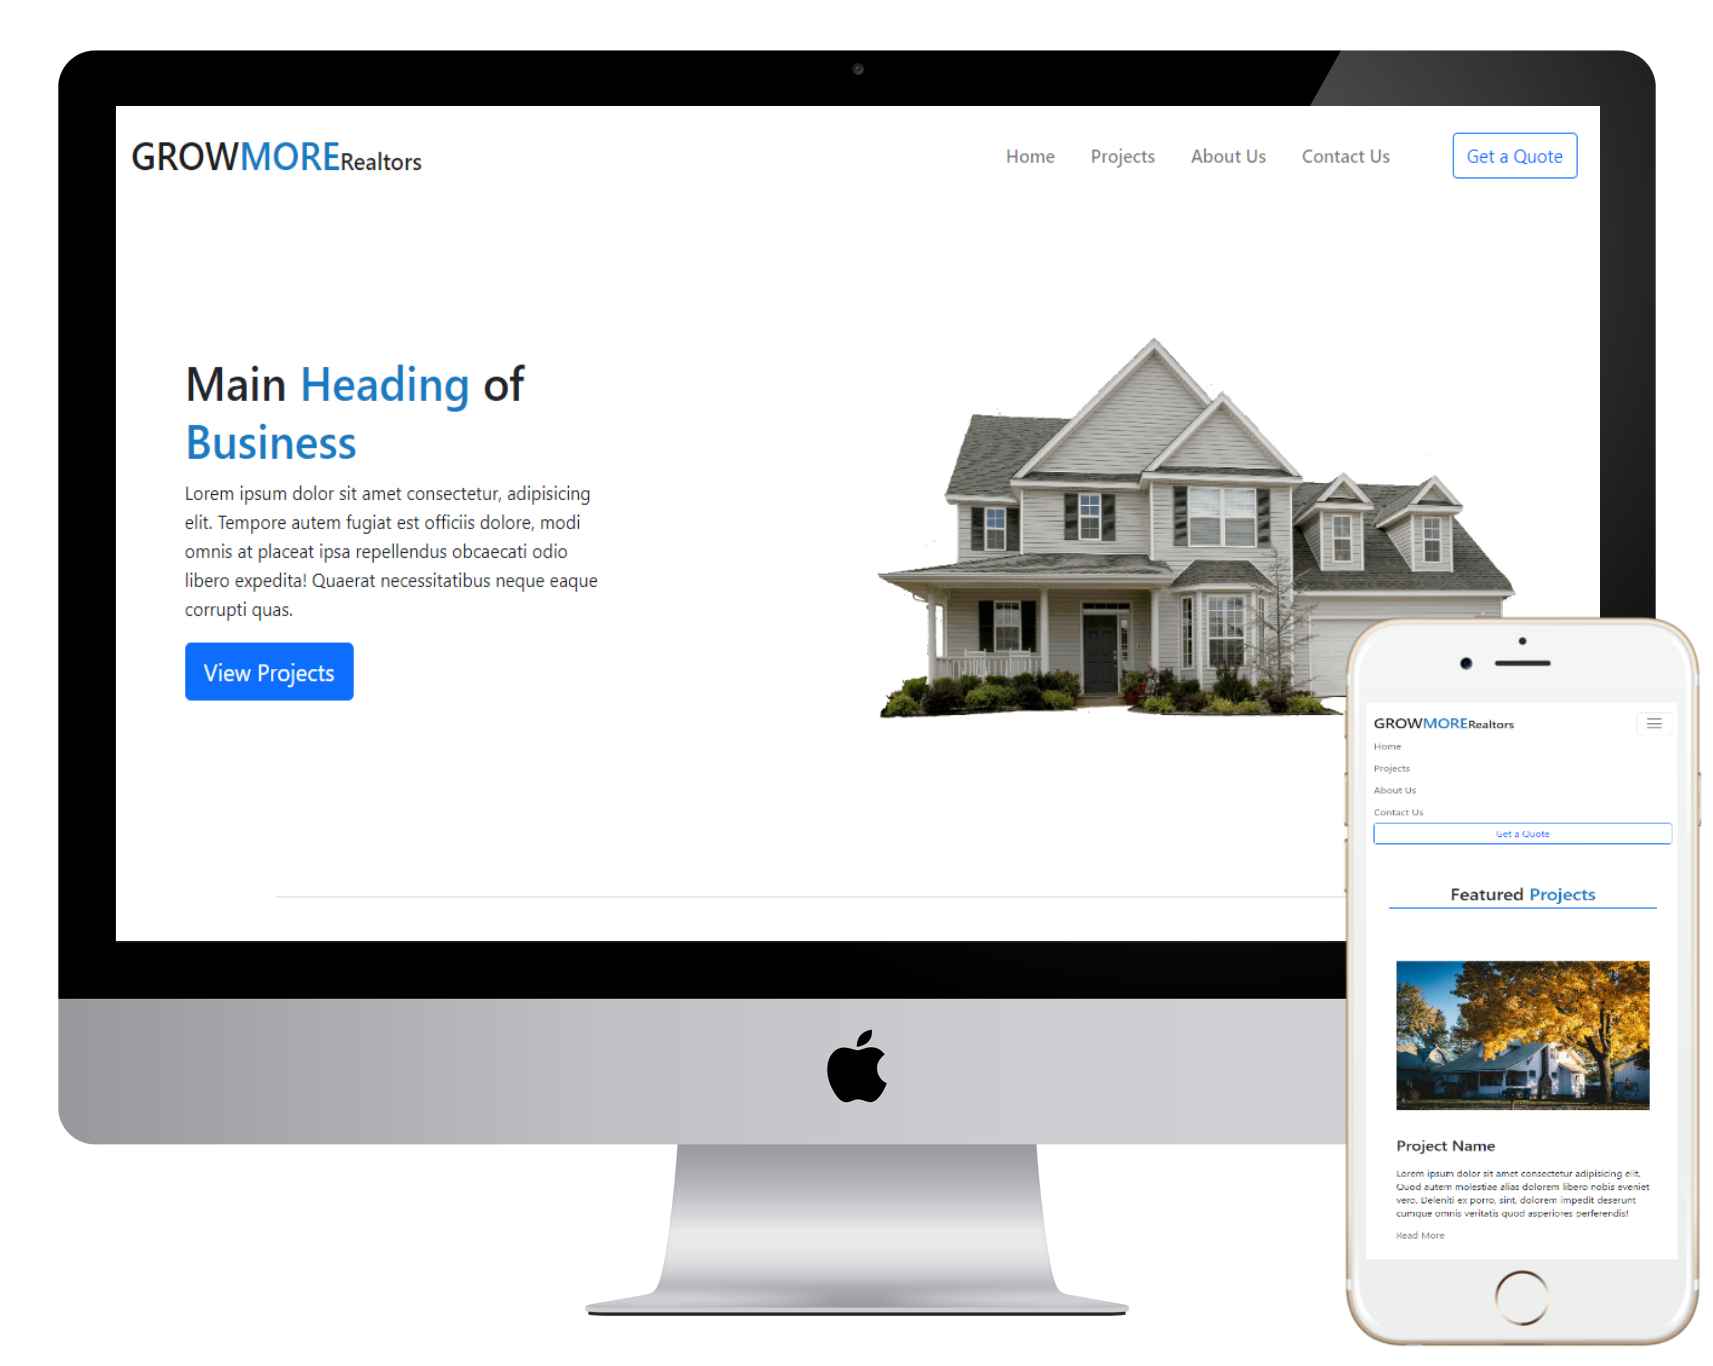 GROWMORERealtors
Home Projects About Us Contact Us Get a Quote
Main Heading of
Business
Lorem ipsum dolor sit amet consectetur, adipisicing
elit. Tempore autem fugiat est officiis dolore, modi
omnis at placeat ipsa repellendus obcaecati odio
libero expedita! Quaerat necessitatibus neque eaque
corrupti quas.
View Projects
GROWMORERealtors
Home
Projects
About Us
Contact Us
Get a Quote
Featured Projects
Project Name
Lorem ipsum dolor sit amet consectetur adipisicing elit.
Quod autem molestiae alias dolorem libero nobis eveniet
vero. Deleniti ex porro, sint, dolorem impedit deserunt
cumque omnis veritatis quod asperiores perferendis!
Read More